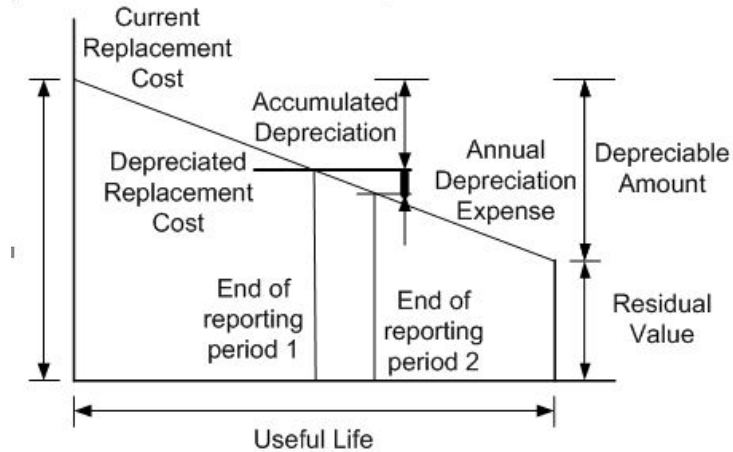 Current
Replacement
Cost
Accumulated
Depreciation
Annual
Depreciation
Expense
Depreciable
Amount
Depreciated
Replacement
Cost
End of
reporting
period 1
End of
reporting
period 2
Residual
Value
Useful Life